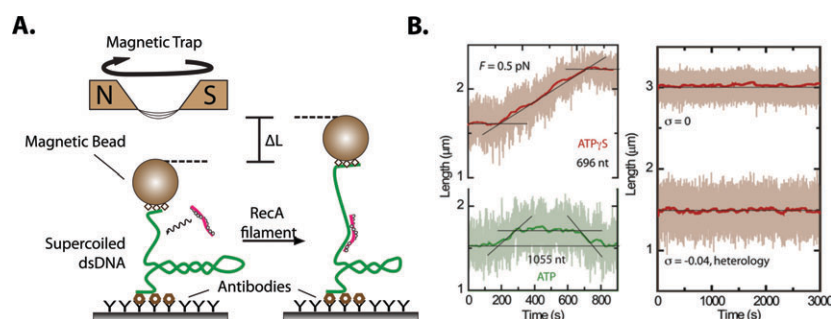 A.
Magnetic Trap
N S
Magnetic Bead
ΔL
RecA
filament
Supercoiled
dsDNA
Antibodies
Y Y Y Y Y Y Y Y Y Y Y Y Y Y
B.
F = 0.5 pN
2
ATPγS
696 nt
1
Length (μm)
2
1055 nt
ATP
1
0 200 400 600 800
Time (s)
3
σ = 0
Length (μm)
2
1
σ = -0.04, heterology
0 1000 2000 3000
Time (s)